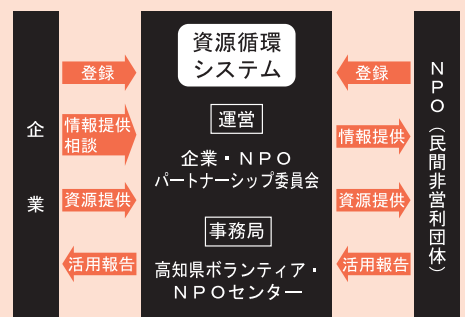 企業
登録
情報提供
相談
資源提供
活用報告
資源循環
システム
運営
企業・NPO
パートナーシップ委員会
事務局
高知県ボランティア・
NPOセンター
登録
情報提供
資源提供
活用報告
NPO（民間非営利団体）